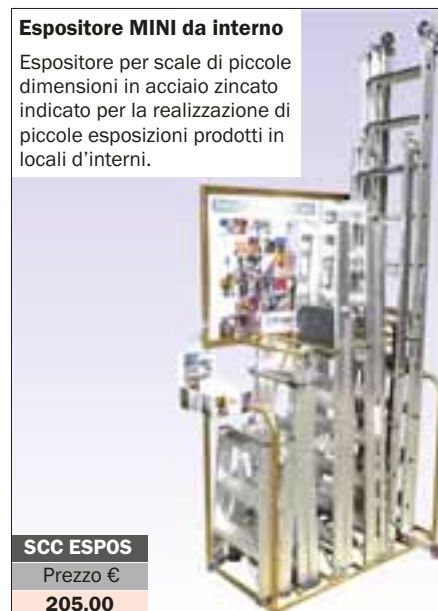 Espositore MINI da interno
Espositore per scale di piccole
dimensioni in acciaio zincato
indicato per la realizzazione di
piccole esposizioni prodotti in
locali d'interni.
SCC ESPOS
Prezzo €
205,00